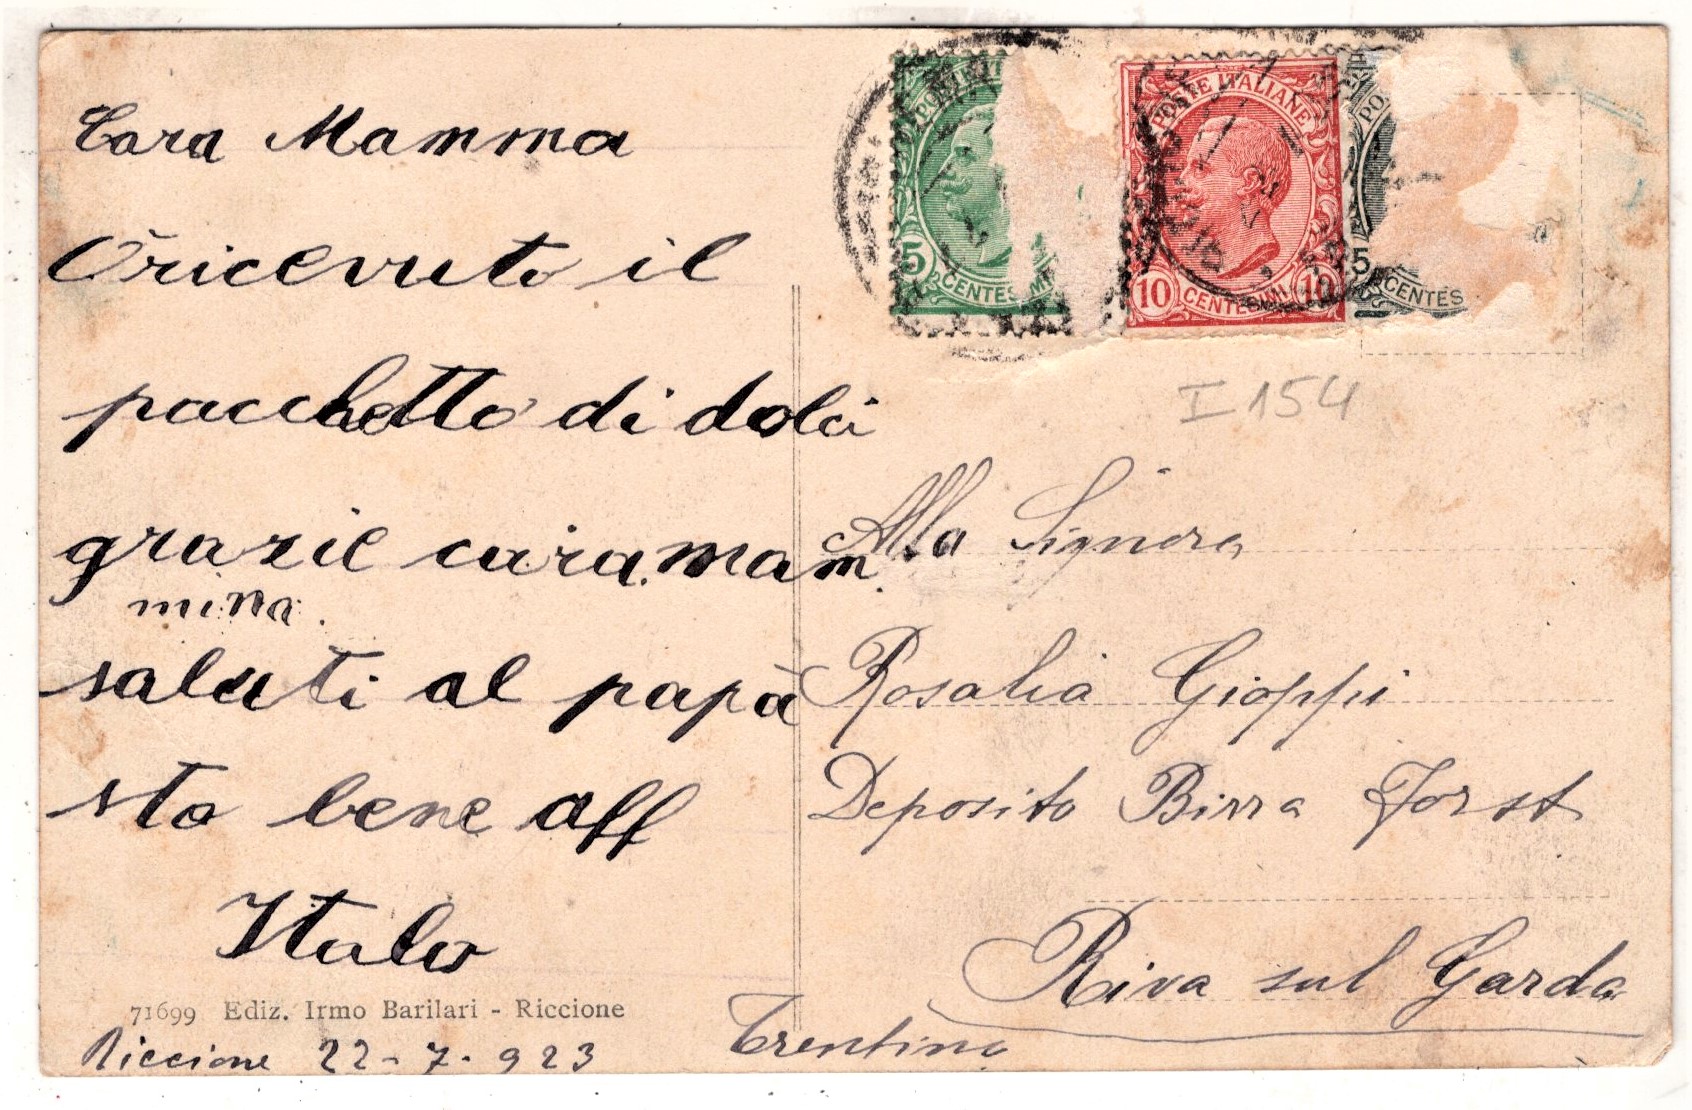 Cara Mamma
Ò ricevuto il
pacchetto di dolci
grazie cara mam
mina.
saluti al papà
sto bene aff
Italo
71699 Ediz. Irmo Barilari - Riccione
Riccione 22-7-923
POSTE ITALIANE
5
CENTES
10 CENTESIMI 10
PO
5
CENTES
I 154
Alla Signora
Rosalia Gioppi
Deposito Birra Forst
Riva sul Garda
Trentino